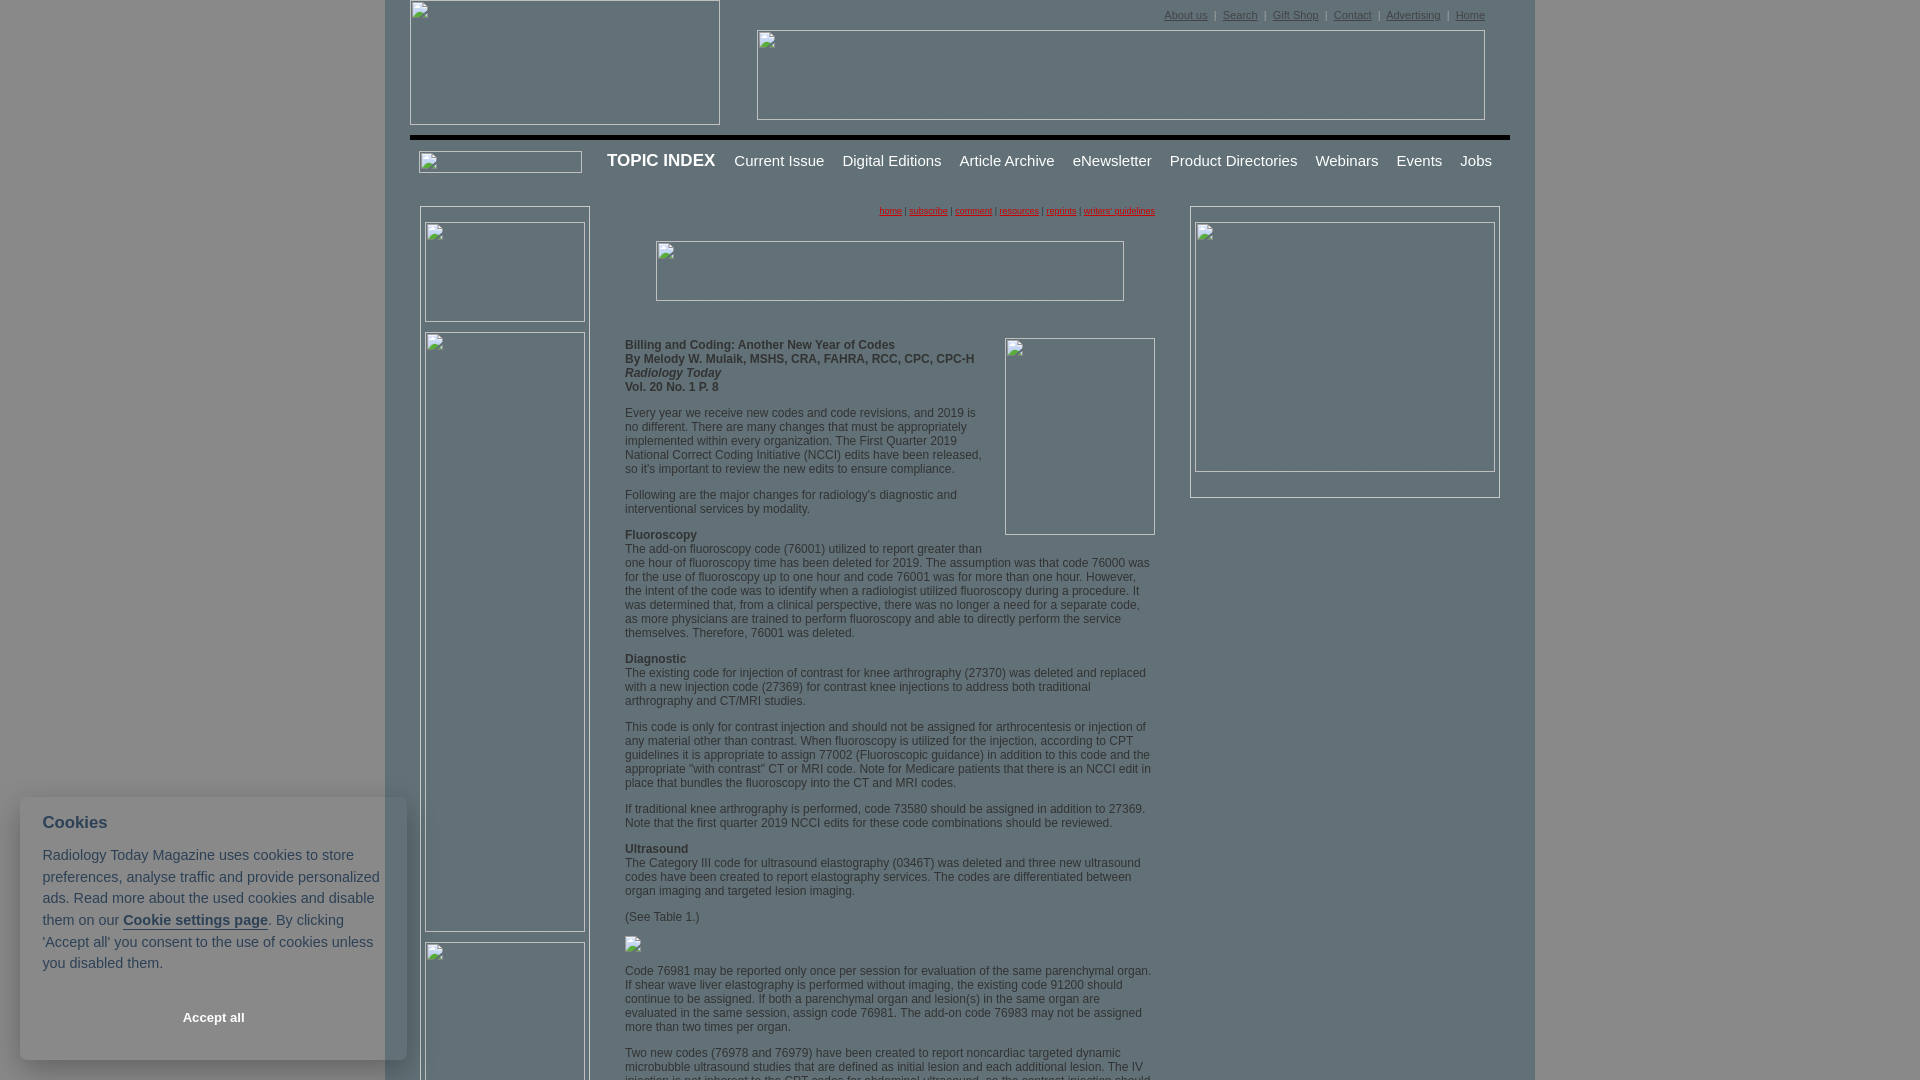 About us | Search | Gift Shop | Contact | Advertising | Home
TOPIC INDEX Current Issue Digital Editions Article Archive eNewsletter Product Directories Webinars Events Jobs
home | subscribe | comment | resources | reprints | writers' guidelines
Billing and Coding: Another New Year of Codes
By Melody W. Mulaik, MSHS, CRA, FAHRA, RCC, CPC, CPC-H
Radiology Today
Vol. 20 No. 1 P. 8
Every year we receive new codes and code revisions, and 2019 is
no different. There are many changes that must be appropriately
implemented within every organization. The First Quarter 2019
National Correct Coding Initiative (NCCI) edits have been released,
so it's important to review the new edits to ensure compliance.
Following are the major changes for radiology's diagnostic and
interventional services by modality.
Fluoroscopy
The add-on fluoroscopy code (76001) utilized to report greater than
one hour of fluoroscopy time has been deleted for 2019. The assumption was that code 76000 was
for the use of fluoroscopy up to one hour and code 76001 was for more than one hour. However,
the intent of the code was to identify when a radiologist utilized fluoroscopy during a procedure. It
was determined that, from a clinical perspective, there was no longer a need for a separate code,
as more physicians are trained to perform fluoroscopy and able to directly perform the service
themselves. Therefore, 76001 was deleted.
Diagnostic
The existing code for injection of contrast for knee arthrography (27370) was deleted and replaced
with a new injection code (27369) for contrast knee injections to address both traditional
arthrography and CT/MRI studies.
This code is only for contrast injection and should not be assigned for arthrocentesis or injection of
any material other than contrast. When fluoroscopy is utilized for the injection, according to CPT
guidelines it is appropriate to assign 77002 (Fluoroscopic guidance) in addition to this code and the
appropriate "with contrast" CT or MRI code. Note for Medicare patients that there is an NCCI edit in
place that bundles the fluoroscopy into the CT and MRI codes.
If traditional knee arthrography is performed, code 73580 should be assigned in addition to 27369.
Note that the first quarter 2019 NCCI edits for these code combinations should be reviewed.
Ultrasound
The Category III code for ultrasound elastography (0346T) was deleted and three new ultrasound
codes have been created to report elastography services. The codes are differentiated between
organ imaging and targeted lesion imaging.
(See Table 1.)
Code 76981 may be reported only once per session for evaluation of the same parenchymal organ.
If shear wave liver elastography is performed without imaging, the existing code 91200 should
continue to be assigned. If both a parenchymal organ and lesion(s) in the same organ are
evaluated in the same session, assign code 76981. The add-on code 76983 may not be assigned
more than two times per organ.
Two new codes (76978 and 76979) have been created to report noncardiac targeted dynamic
microbubble ultrasound studies that are defined as initial lesion and each additional lesion. The IV
injection is not inherent to the CPT codes for abdominal ultrasound, so the contrast injection should
Cookies
Radiology Today Magazine uses cookies to store
preferences, analyse traffic and provide personalized
ads. Read more about the used cookies and disable
them on our Cookie settings page. By clicking
'Accept all' you consent to the use of cookies unless
you disabled them.
Accept all